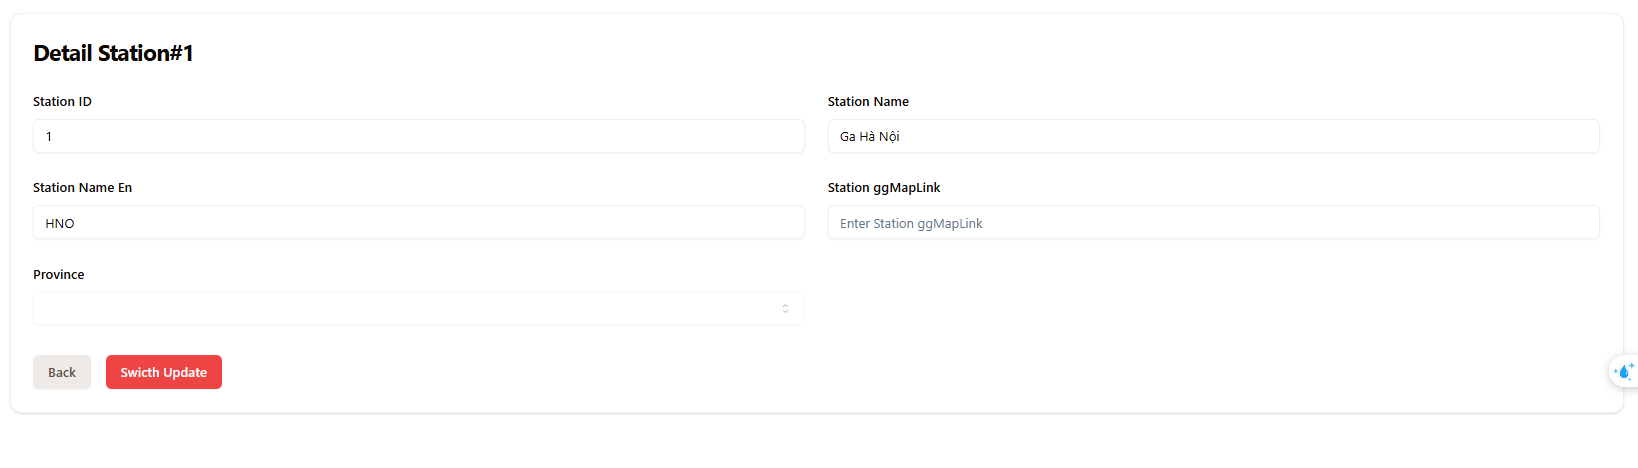 Detail Station#1
Station ID
Station Name
1
Ga Hà Nội
Station Name En
Station ggMapLink
HNO
Enter Station ggMapLink
Province
Back
Swicth Update